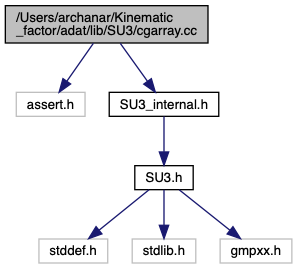 /Users/archanar/Kinematic
_factor/adat/lib/SU3/cgarray.cc
assert.h
SU3_internal.h
SU3.h
stddef.h
stdlib.h
gmpxx.h